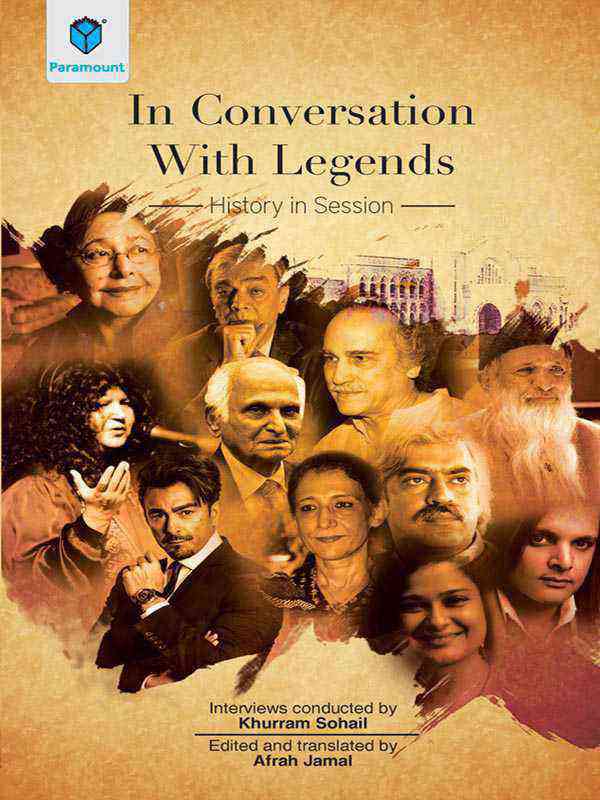 Paramount
In Conversation
With Legends
History in Session
Interviews conducted by
Khurram Sohail
Edited and translated by
Afrah Jamal